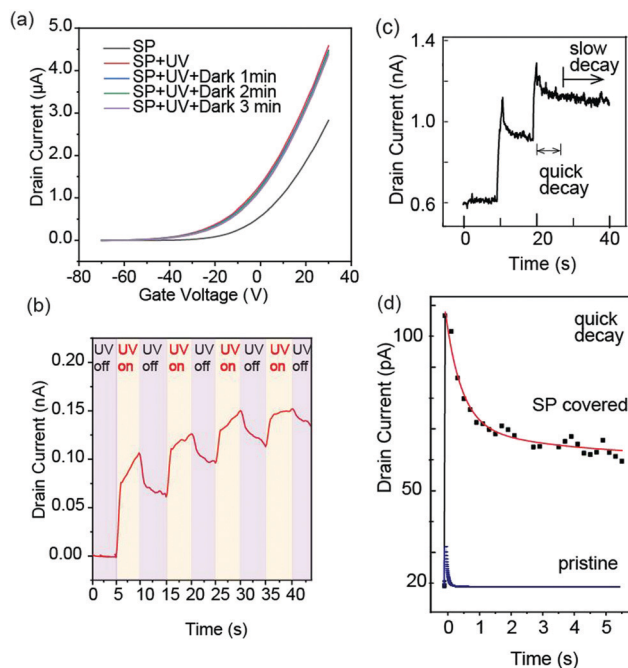 (a)
SP
SP+UV
SP+UV+Dark 1min
SP+UV+Dark 2min
SP+UV+Dark 3 min
5.0
4.0
3.0
2.0
1.0
0.0
Drain Current (µA)
-80 -60 -40 -20 0 20 40
Gate Voltage ( V)
(c)
slow
decay
quick
decay
1.4
1.0
0.6
Drain Current (nA)
0 20 40
Time (s)
(b)
UV UV UV UV UV UV UV UV UV
off on off on off on off on off
0.20
0.15
0.10
0.05
0.00
Drain Current (nA)
0 5 10 15 20 25 30 35 40
Time (s)
(d)
quick
decay
SP covered
pristine
100
60
20
Drain Current (pA)
0 1 2 3 4 5
Time (s)